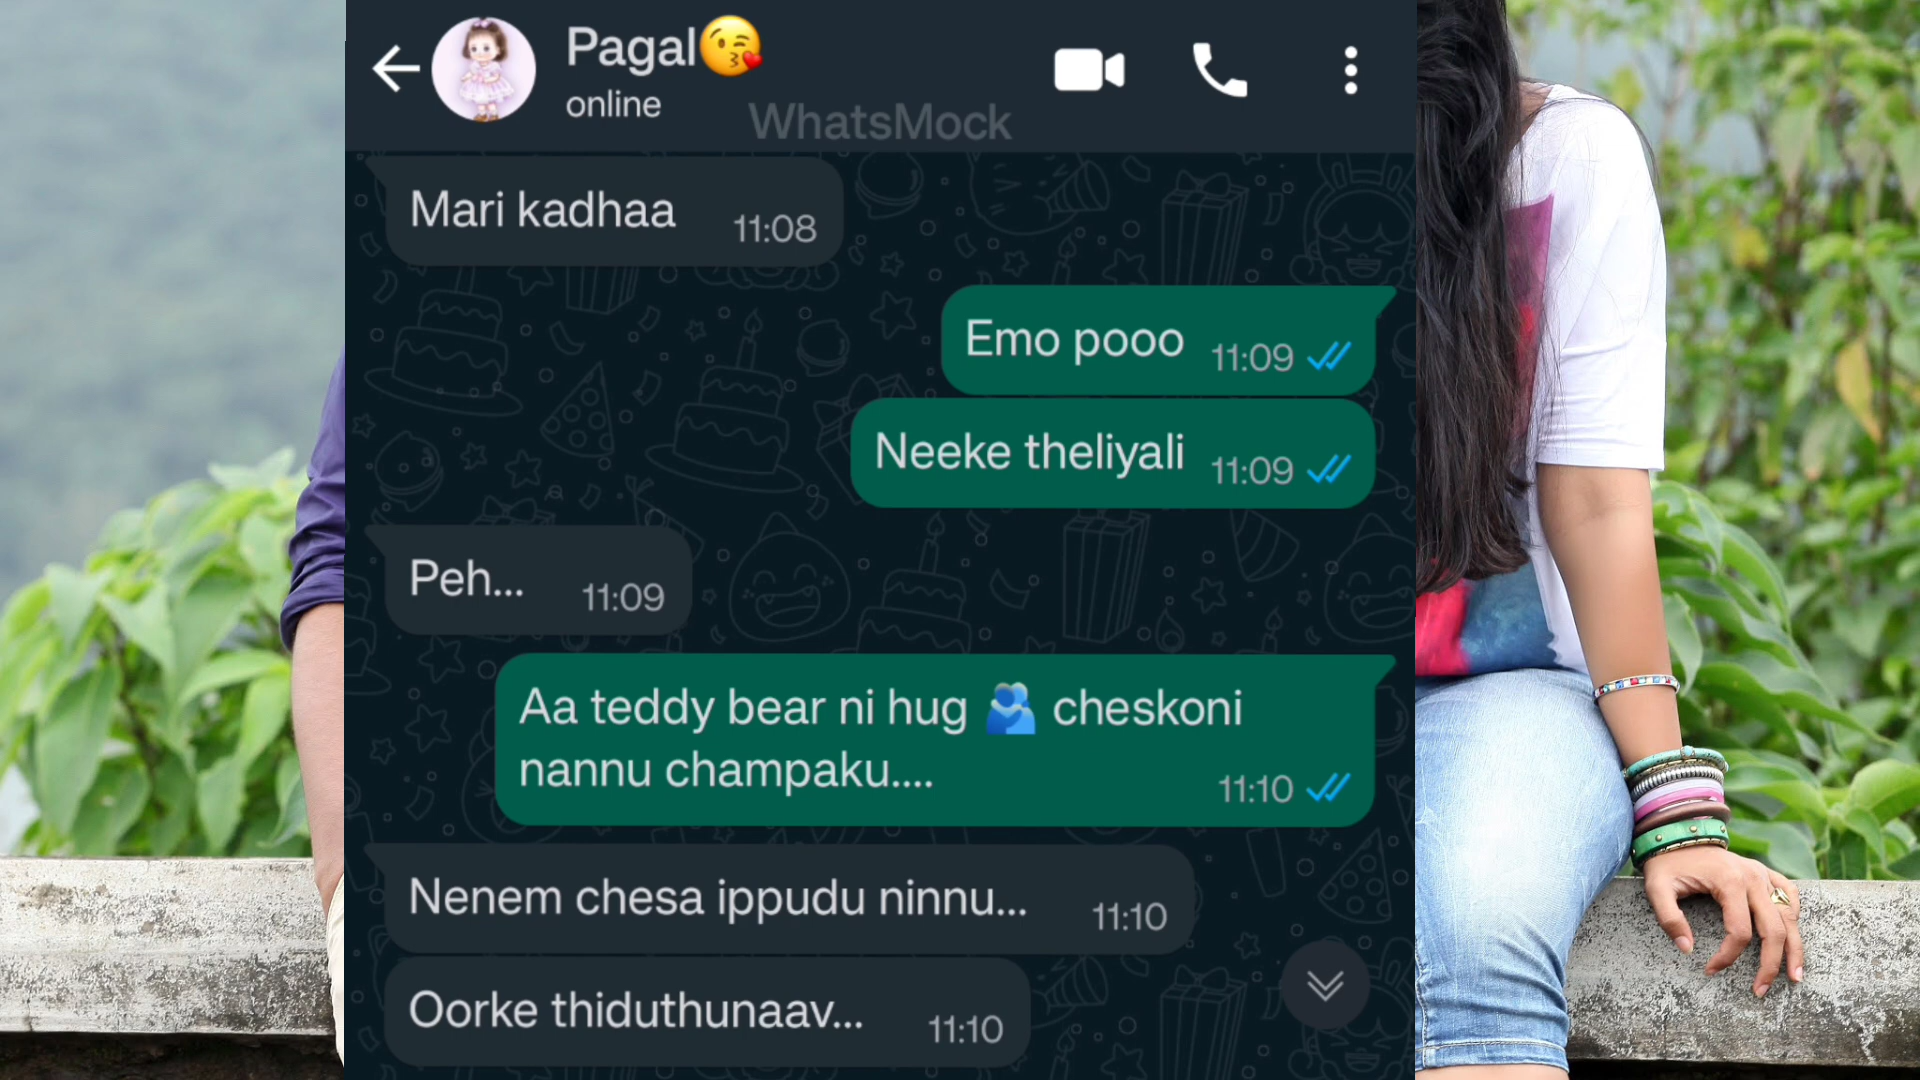 Pagal😘
online
WhatsMock
Mari kadhaa 11:08
Emo pooo 11:09
Neeke theliyali 11:09
Peh... 11:09
Aa teddy bear ni hug 🫂 cheskoni
nannu champaku.... 11:10
Nenem chesa ippudu ninnu... 11:10
Oorke thiduthunaav... 11:10